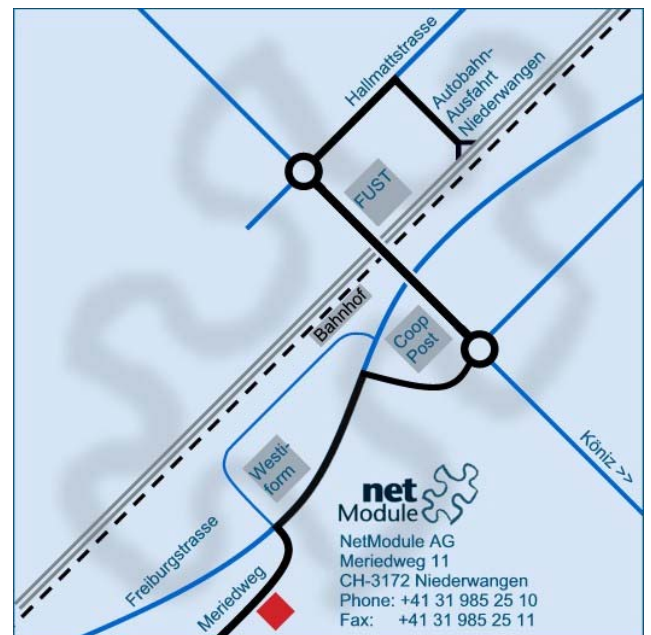 Hallmattstrasse
Autobahn-
Ausfahrt
Niederwangen
FUST
Bahnhof
Coop
Post
Westi-
form
Köniz >>
Freiburgstrasse
Meriedweg
net
Module
NetModule AG
Meriedweg 11
CH-3172 Niederwangen
Phone: +41 31 985 25 10
Fax: +41 31 985 25 11